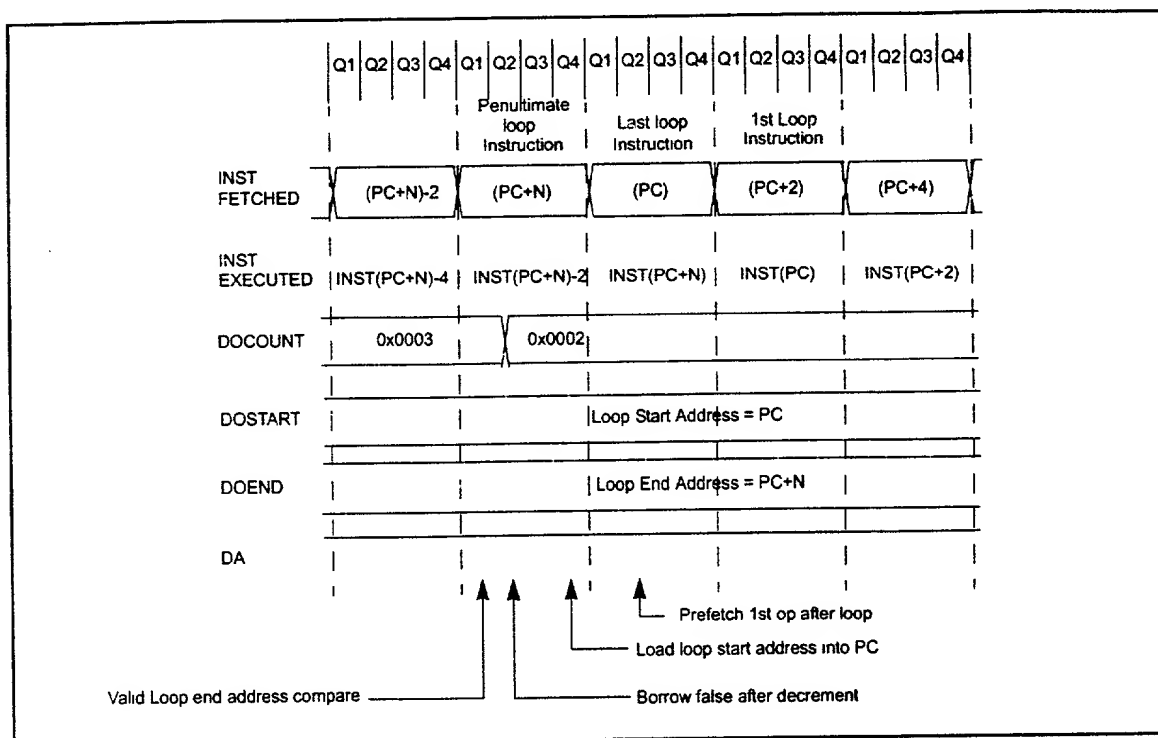 Q1 Q2 Q3 Q4 Q1 Q2 Q3 Q4 Q1 Q2 Q3 Q4 Q1 Q2 Q3 Q4 Q1 Q2 Q3 Q4
Penultimate loop Instruction
Last loop Instruction
1st Loop Instruction
INST FETCHED
(PC+N)-2 (PC+N) (PC) (PC+2) (PC+4)
INST EXECUTED
INST(PC+N)-4 INST(PC+N)-2 INST(PC+N) INST(PC) INST(PC+2)
DOCOUNT 0x0003 0x0002
DOSTART Loop Start Address = PC
DOEND Loop End Address = PC+N
DA
Prefetch 1st op after loop
Load loop start address into PC
Valid Loop end address compare
Borrow false after decrement